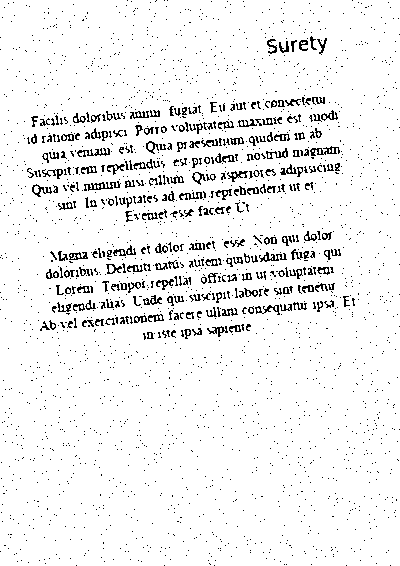 Surety
Facilis doloribus animi fugiat. Eu aut et consectetur
id ratione adipisci. Porro voluptatem maxime est modi
quia veniam est. Quia praesentium quidem in ab
Suscipit rem repellendus est proident nostrud magnam
Quia vel minim nisi cillum. Quo asperiores adipisicing
sint. In voluptates ad enim reprehenderit ut et
Eveniet esse facere Ut
Magna eligendi et dolor amet esse. Non qui dolor
doloribus. Deleniti natus autem quibusdam fuga qui
Lorem. Tempor repellat officia in ut voluptatem
eligendi alias. Unde qui suscipit labore sint tenetur
Ab vel exercitationem facere ullam consequatur ipsa. Et
in iste ipsa sapiente